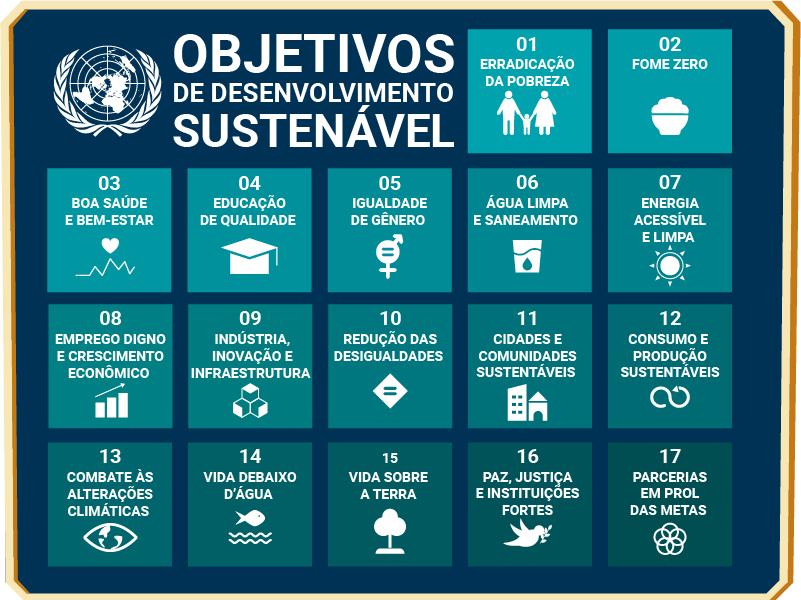 OBJETIVOS
DE DESENVOLVIMENTO
SUSTENÁVEL
01
ERRADICAÇÃO
DA POBREZA
02
FOME ZERO
03
BOA SAÚDE
E BEM-ESTAR
04
EDUCAÇÃO
DE QUALIDADE
05
IGUALDADE
DE GÊNERO
06
ÁGUA LIMPA
E SANEAMENTO
07
ENERGIA
ACESSÍVEL
E LIMPA
08
EMPREGO DIGNO
E CRESCIMENTO
ECONÔMICO
09
INDÚSTRIA,
INOVAÇÃO E
INFRAESTRUTURA
10
REDUÇÃO DAS
DESIGUALDADES
11
CIDADES E
COMUNIDADES
SUSTENTÁVEIS
12
CONSUMO E
PRODUÇÃO
SUSTENTÁVEIS
13
COMBATE ÀS
ALTERAÇÕES
CLIMÁTICAS
14
VIDA DEBAIXO
D'ÁGUA
15
VIDA SOBRE
A TERRA
16
PAZ, JUSTIÇA
E INSTITUIÇÕES
FORTES
17
PARCERIAS
EM PROL
DAS METAS